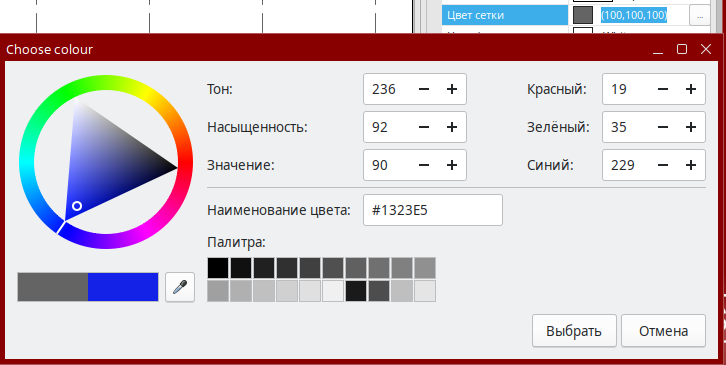 Цвет сетки (100,100,100) ...
Choose colour
Тон: 236 Красный: 19
Насыщенность: 92 Зелёный: 35
Значение: 90 Синий: 229
Наименование цвета: #1323E5
Палитра:
Выбрать Отмена